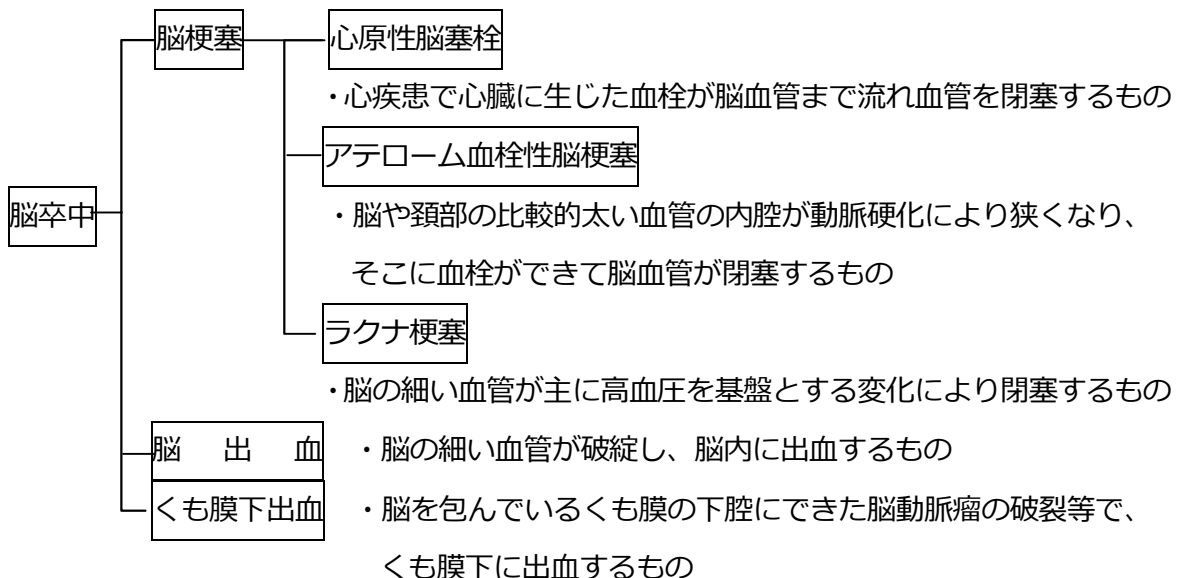 脳梗塞 心原性脳塞栓
・心疾患で心臓に生じた血栓が脳血管まで流れ血管を閉塞するもの
アテローム血栓性脳梗塞
脳卒中
・脳や頚部の比較的太い血管の内腔が動脈硬化により狭くなり、
そこに血栓ができて脳血管が閉塞するもの
ラクナ梗塞
・脳の細い血管が主に高血圧を基盤とする変化により閉塞するもの
脳 出 血 ・脳の細い血管が破綻し、脳内に出血するもの
くも膜下出血 ・脳を包んでいるくも膜の下腔にできた脳動脈瘤の破裂等で、
くも膜下に出血するもの